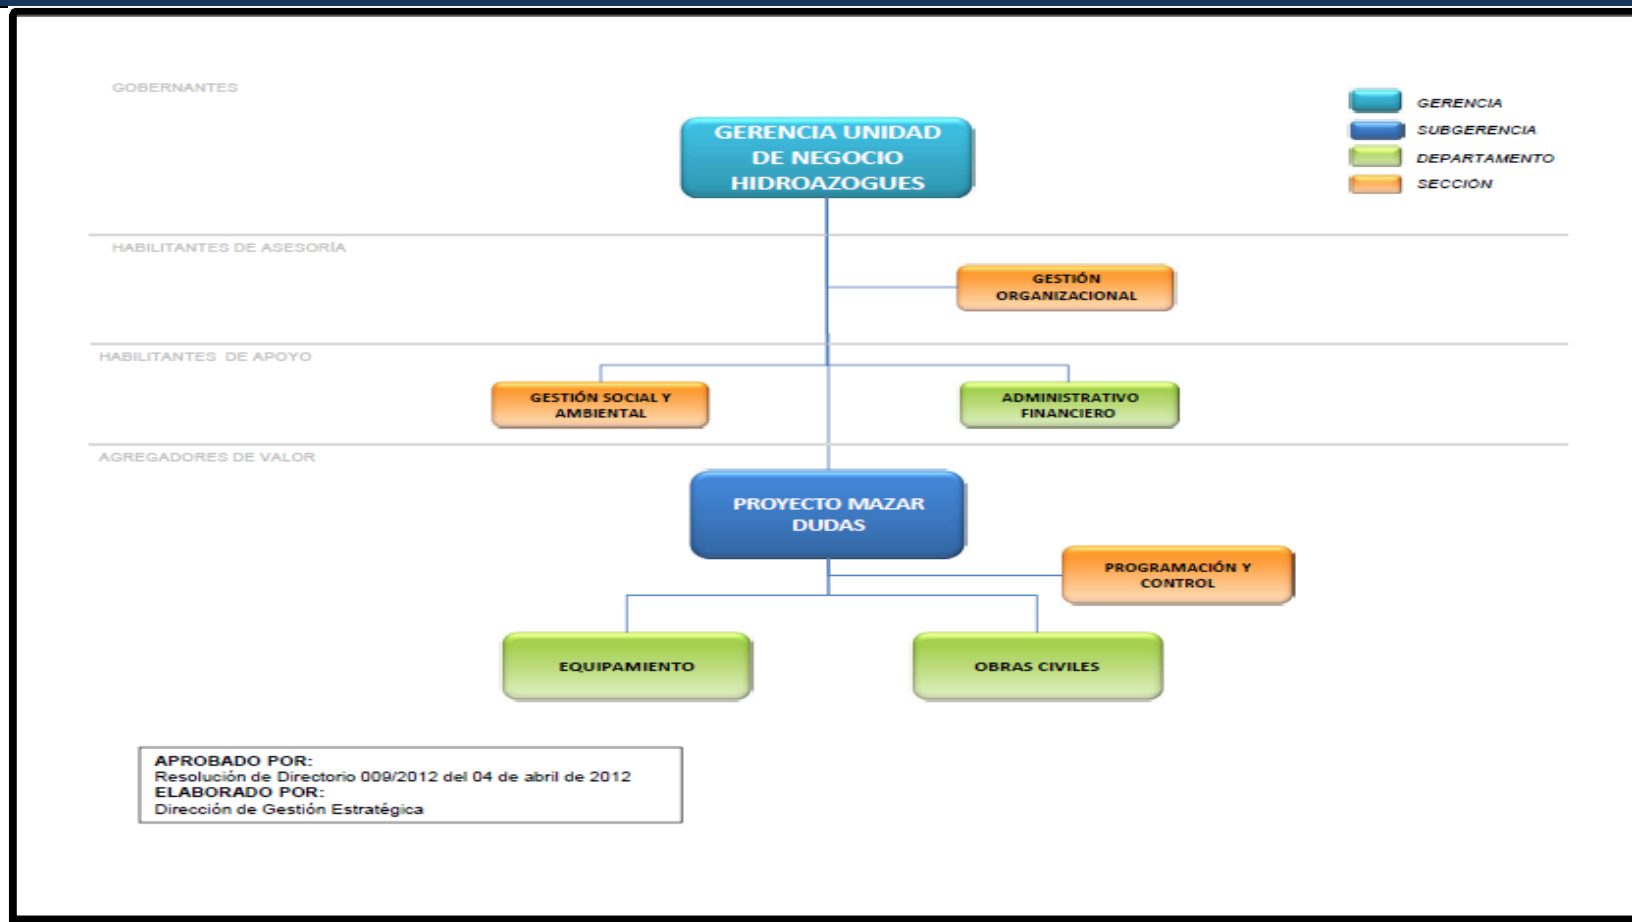 GOBERNANTES
GERENCIA UNIDAD
DE NEGOCIO
HIDROAZOGUES
GERENCIA
SUBGERENCIA
DEPARTAMENTO
SECCIÓN
HABILITANTES DE ASESORÍA
GESTIÓN
ORGANIZACIONAL
HABILITANTES DE APOYO
GESTIÓN SOCIAL Y
AMBIENTAL
ADMINISTRATIVO
FINANCIERO
AGREGADORES DE VALOR
PROYECTO MAZAR
DUDAS
PROGRAMACIÓN Y
CONTROL
EQUIPAMIENTO
OBRAS CIVILES
APROBADO POR:
Resolución de Directorio 009/2012 del 04 de abril de 2012
ELABORADO POR:
Dirección de Gestión Estratégica